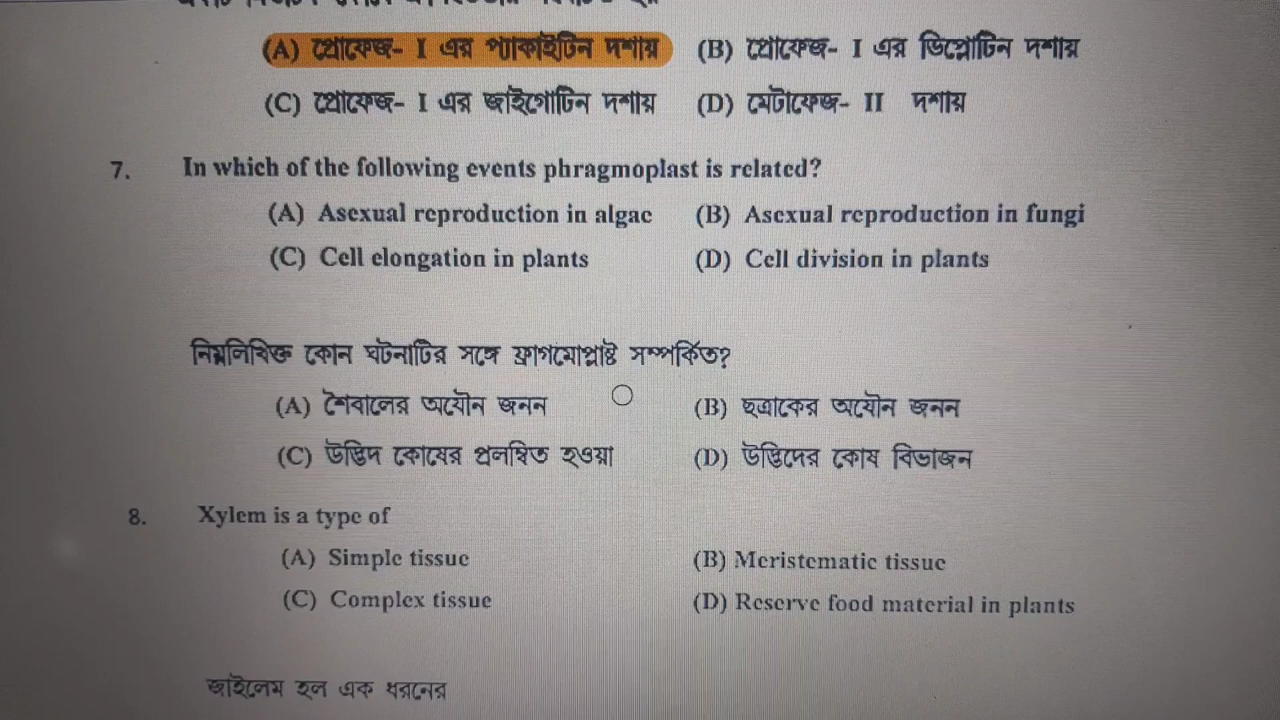 (A) প্রোফেজ- I এর প্যাকাইটিন দশায় (B) প্রোফেজ- I এর ডিপ্লোটিন দশায়
(C) প্রোফেজ- I এর জাইগোটিন দশায় (D) মেটাফেজ- II দশায়
7. In which of the following events phragmoplast is related?
(A) Asexual reproduction in algae (B) Asexual reproduction in fungi
(C) Cell elongation in plants (D) Cell division in plants
নিম্নলিখিত কোন ঘটনাটির সঙ্গে ফ্রাগমোপ্লাষ্ট সম্পর্কিত?
(A) শৈবালের অযৌন জনন (B) ছত্রাকের অযৌন জনন
(C) উদ্ভিদ কোষের প্রলম্বিত হওয়া (D) উদ্ভিদের কোষ বিভাজন
8. Xylem is a type of
(A) Simple tissue (B) Meristematic tissue
(C) Complex tissue (D) Reserve food material in plants
জাইলেম হল এক ধরনের